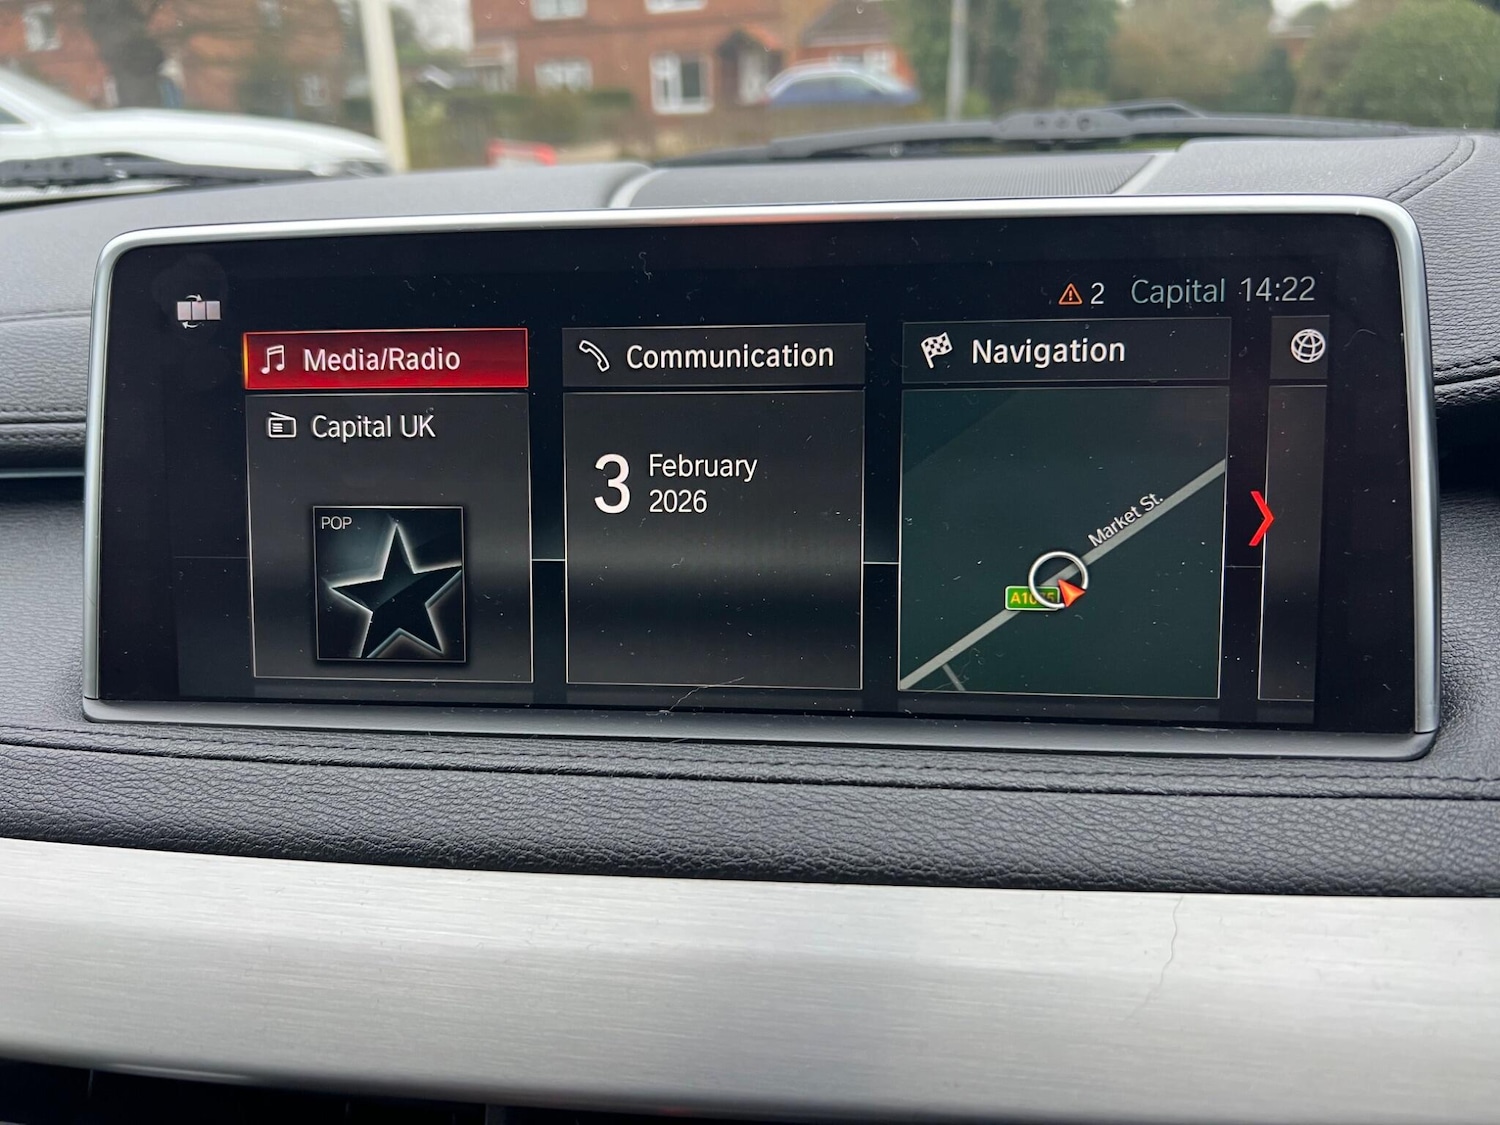 2 Capital 14:22
Media/Radio
Capital UK
POP
Communication
3
February
2026
Navigation
Market St.